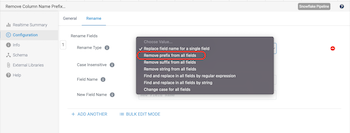 Remove Column Name Prefix...
Snowflake Pipeline
Realtime Summary
Configuration
Info.
Schema
External Libraries
General
Rename
Rename Fields
1
Rename Type
Choose Value...
✓ Replace field name for a single field
Remove prefix from all fields
Remove suffix from all fields
Remove string from all fields
Find and replace in all fields by regular expression
Find and replace in all fields by string
Change case for all fields
Case Insensitive
Field Name
New Field Name
+ ADD ANOTHER
BULK EDIT MODE